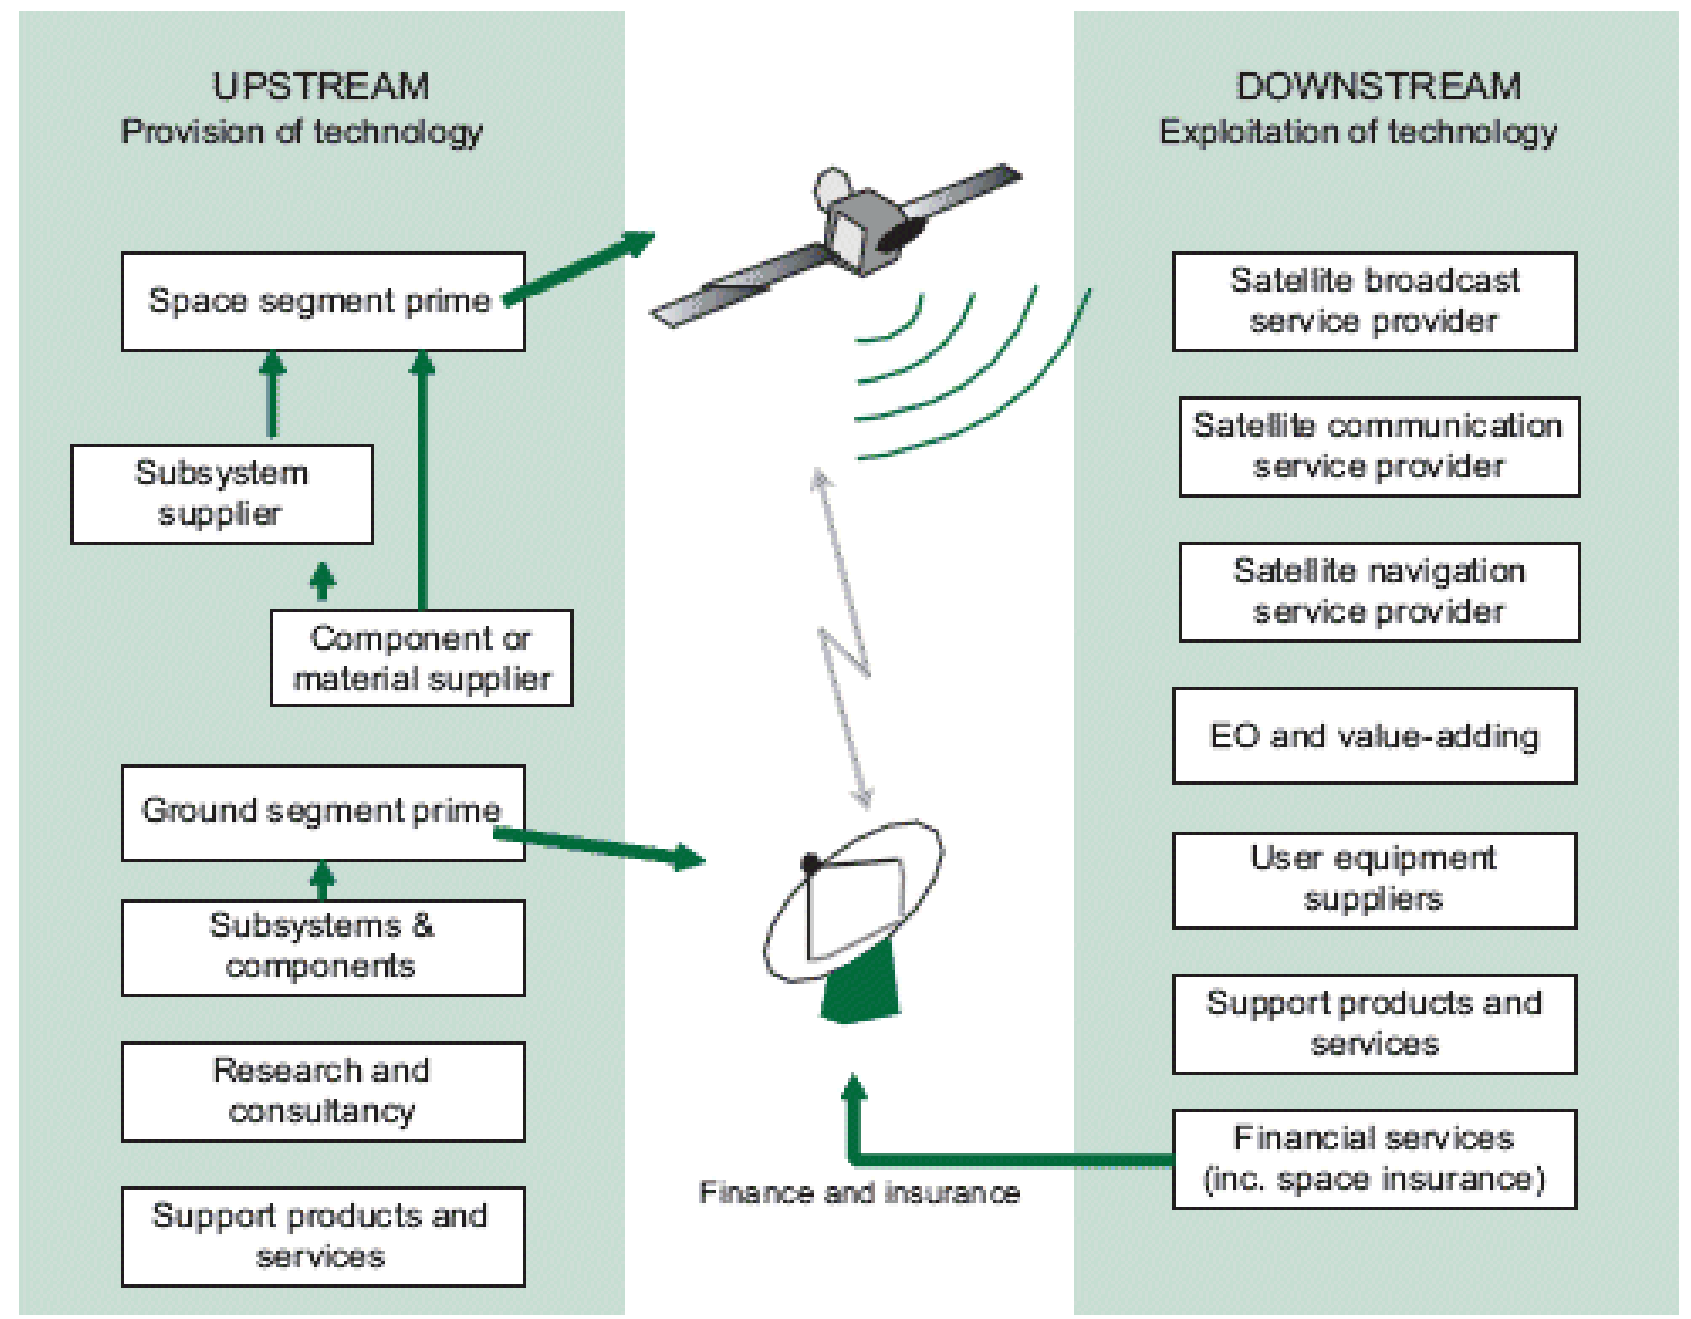 UPSTREAM
Provision of technology
Space segment prime
Subsystem
supplier
Component or
material supplier
Ground segment prime
Subsystems &
components
Research and
consultancy
Support products and
services
Finance and insurance
DOWNSTREAM
Exploitation of technology
Satellite broadcast
service provider
Satellite communication
service provider
Satellite navigation
service provider
EO and value-adding
User equipment
suppliers
Support products and
services
Financial services
(inc. space insurance)